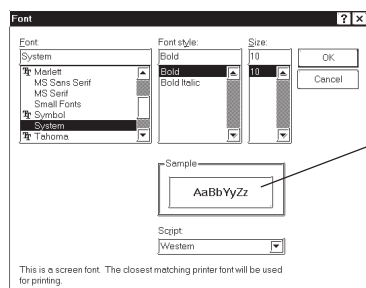 Font
? ×
Font: Font style: Size:
System Bold 10 OK
Marlett Bold 10 Cancel
MS Sans Serif Bold Italic
MS Serif
Small Fonts
Symbol
System
Tahoma
Sample
AaBbYyZz
Script:
Western
This is a screen font. The closest matching printer font will be used
for printing.